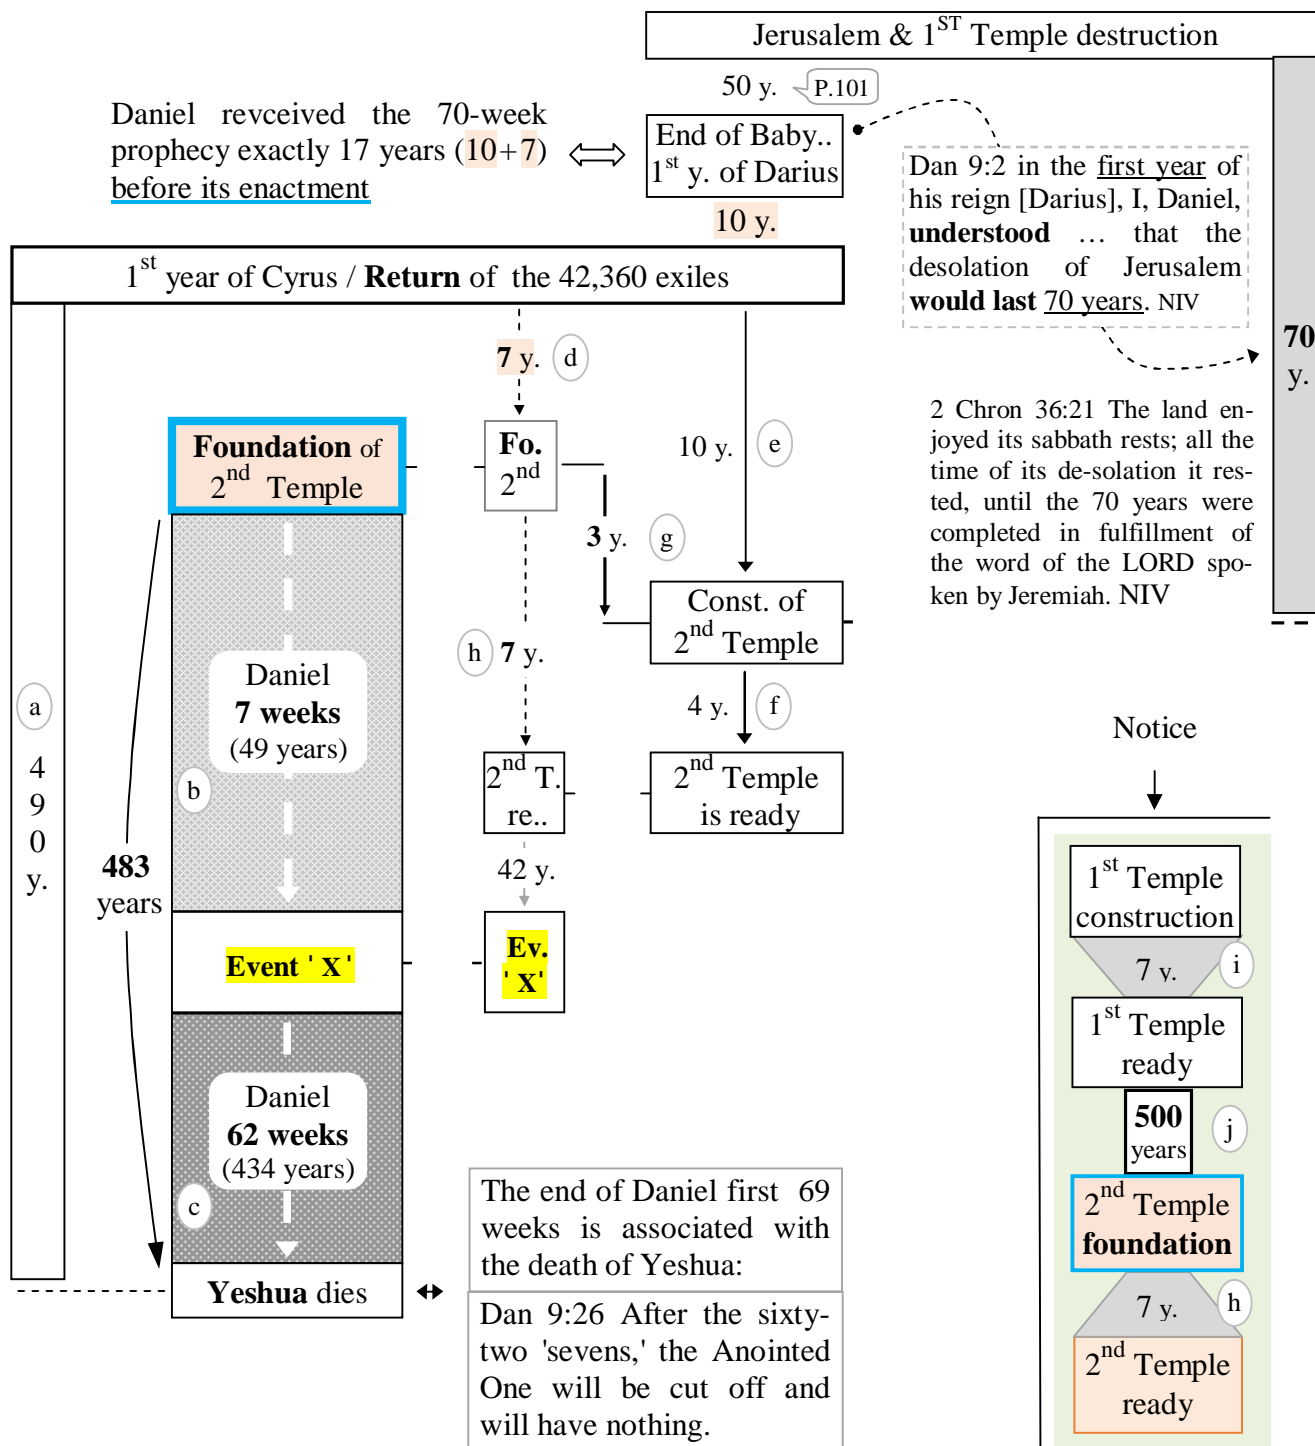 Jerusalem & 1ST Temple destruction
50 y.
P.101
Daniel revceived the 70-week
prophecy exactly 17 years (10+7)
before its enactment
End of Baby..
1st y. of Darius
10 y.
Dan 9:2 in the first year of
his reign [Darius], I, Daniel,
understood … that the
desolation of Jerusalem
would last 70 years. NIV
70
y.
1st year of Cyrus / Return of the 42,360 exiles
7 y.
d
10 y.
e
2 Chron 36:21 The land en-
joyed its sabbath rests; all the
time of its de-solation it res-
ted, until the 70 years were
completed in fulfillment of
the word of the LORD spo-
ken by Jeremiah. NIV
Foundation of
2nd Temple
Fo.
2nd
3 y.
g
Const. of
2nd Temple
h
7 y.
4 y.
f
a
4
9
0
y.
Daniel
7 weeks
(49 years)
b
483
years
2nd T.
re..
2nd Temple
is ready
42 y.
Event ' X '
Ev.
' X'
Daniel
62 weeks
(434 years)
c
Yeshua dies
The end of Daniel first 69
weeks is associated with
the death of Yeshua:
Dan 9:26 After the sixty-
two 'sevens,' the Anointed
One will be cut off and
will have nothing.
Notice
1st Temple
construction
7 y.
i
1st Temple
ready
500
years
j
2nd Temple
foundation
7 y.
h
2nd Temple
ready